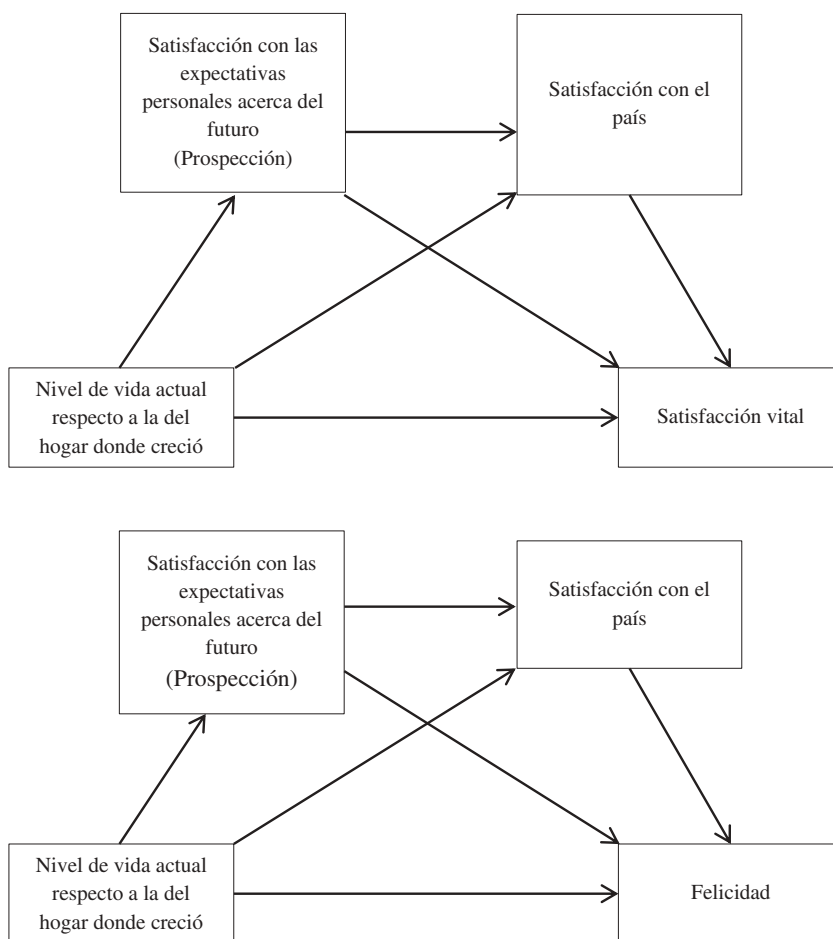 Satisfacción con las
expectativas
personales acerca del
futuro
(Prospección)
Satisfacción con el
país
Nivel de vida actual
respecto a la del
hogar donde creció
Satisfacción vital
Satisfacción con las
expectativas
personales acerca del
futuro
(Prospección)
Satisfacción con el
país
Nivel de vida actual
respecto a la del
hogar donde creció
Felicidad